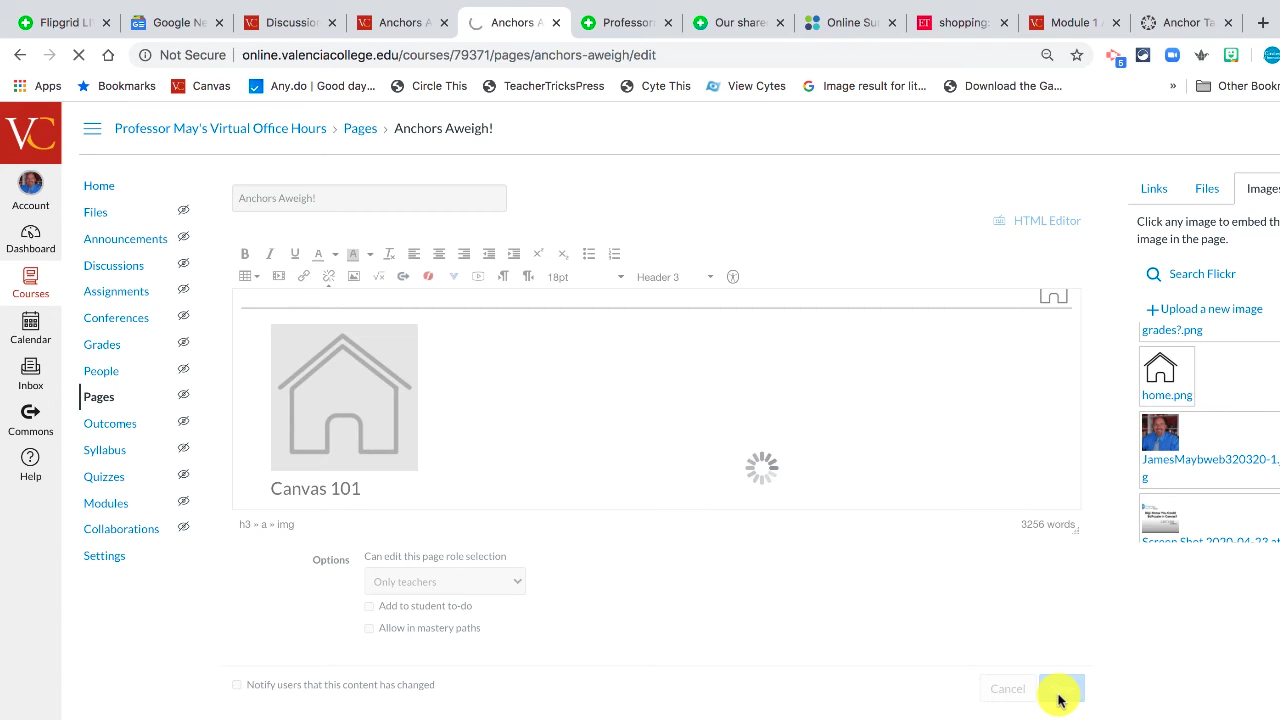 Flipgrid LI
Google Ne
Discussion
Anchors A
Anchors A
Professor
Our share
Online Su
shopping:
Module 1
Anchor Ta
Not Secure
online.valenciacollege.edu/courses/79371/pages/anchors-aweigh/edit
5
Apps
Bookmarks
Canvas
Any.do | Good day...
Circle This
TeacherTricksPress
Cyte This
View Cytes
Image result for lit...
Download the Ga...
»
Other Book
VC
Professor May's Virtual Office Hours › Pages › Anchors Aweigh!
Account
Dashboard
Courses
Calendar
Inbox
Commons
Help
Home
Files
Announcements
Discussions
Assignments
Conferences
Grades
People
Pages
Outcomes
Syllabus
Quizzes
Modules
Collaborations
Settings
Anchors Aweigh!
HTML Editor
B I U A A
18pt
Header 3
Canvas 101
h3 » a » img
3256 words
Options
Can edit this page role selection
Only teachers
Add to student to-do
Allow in mastery paths
Notify users that this content has changed
Cancel
Links
Files
Images
Click any image to embed the
image in the page.
Search Flickr
Upload a new image
grades?.png
home.png
JamesMaybweb320320-1.
g
Screen Shot 2020-04-23 at